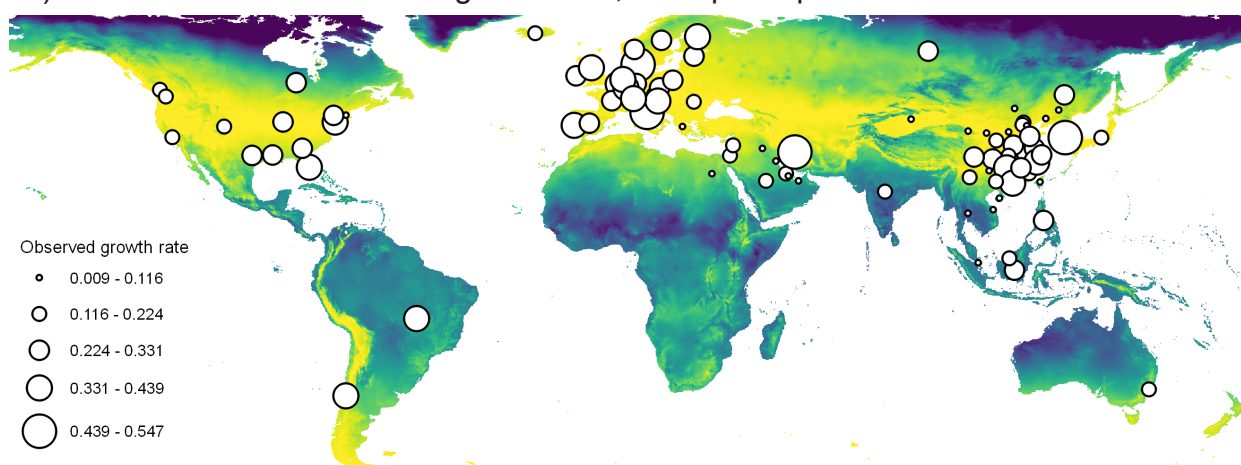 Observed growth rate
0.009 - 0.116
0.116 - 0.224
0.224 - 0.331
0.331 - 0.439
0.439 - 0.547